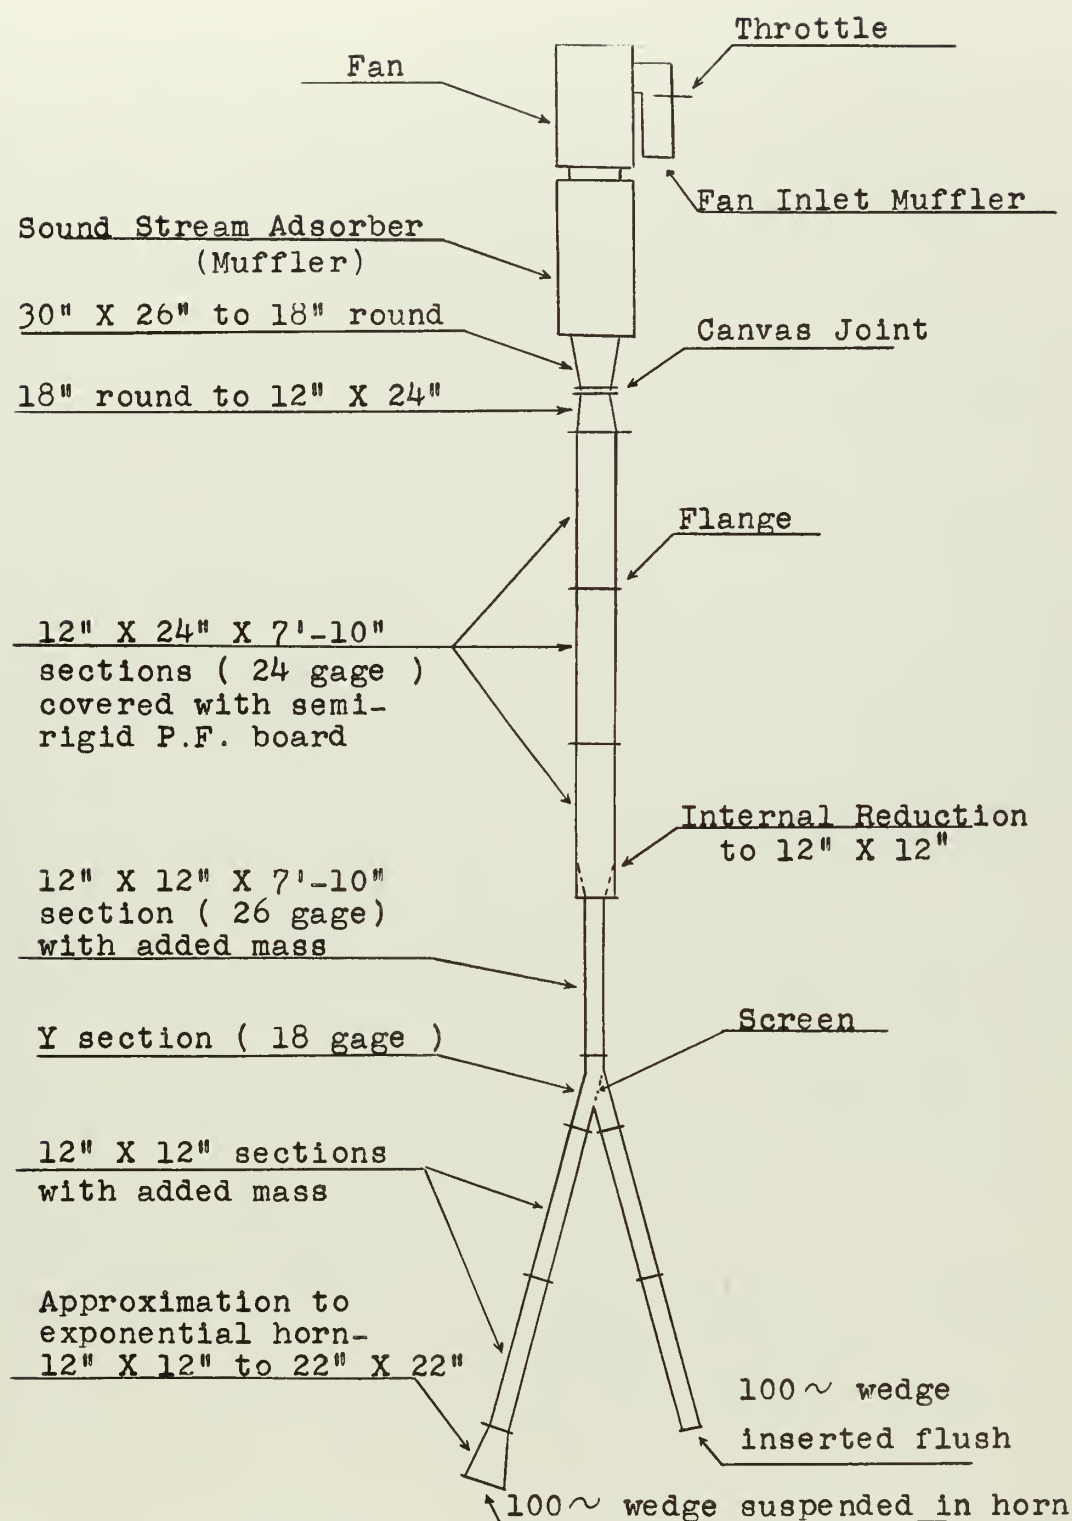 Throttle
Fan
Fan Inlet Muffler
Sound Stream Adsorber
(Muffler)
30" X 26" to 18" round
Canvas Joint
18" round to 12" X 24"
Flange
12" X 24" X 7'-10"
sections ( 24 gage )
covered with semi-
rigid P.F. board
Internal Reduction
to 12" X 12"
12" X 12" X 7'-10"
section ( 26 gage)
with added mass
Screen
Y section ( 18 gage )
12" X 12" sections
with added mass
Approximation to
exponential horn-
12" X 12" to 22" X 22"
100~ wedge
inserted flush
100~ wedge suspended in horn